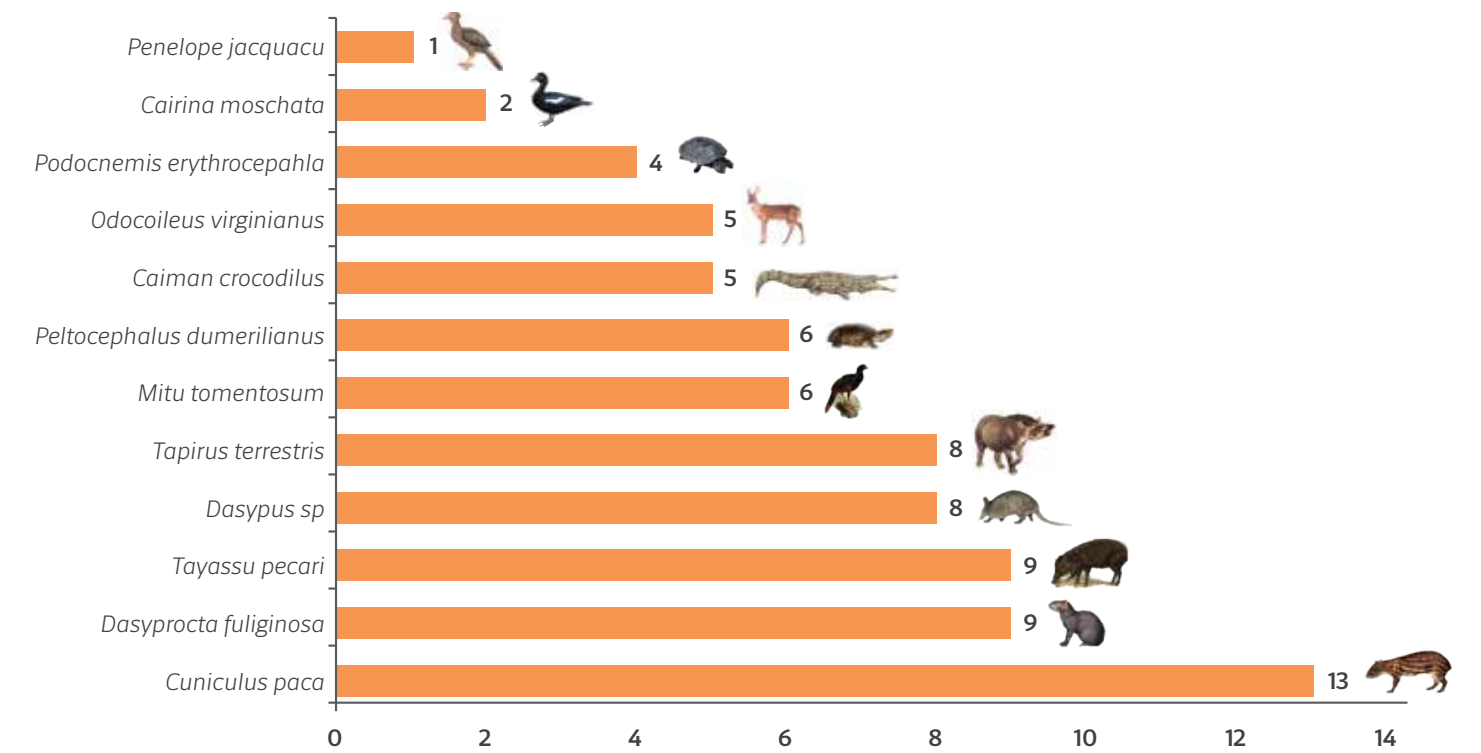 Penelope jacquacu 1
Cairina moschata 2
Podocnemis erythrocepahla 4
Odocoileus virginianus 5
Caiman crocodilus 5
Peltocephalus dumerilianus 6
Mitu tomentosum 6
Tapirus terrestris 8
Dasypus sp 8
Tayassu pecari 9
Dasyprocta fuliginosa 9
Cuniculus paca 13
0 2 4 6 8 10 12 14